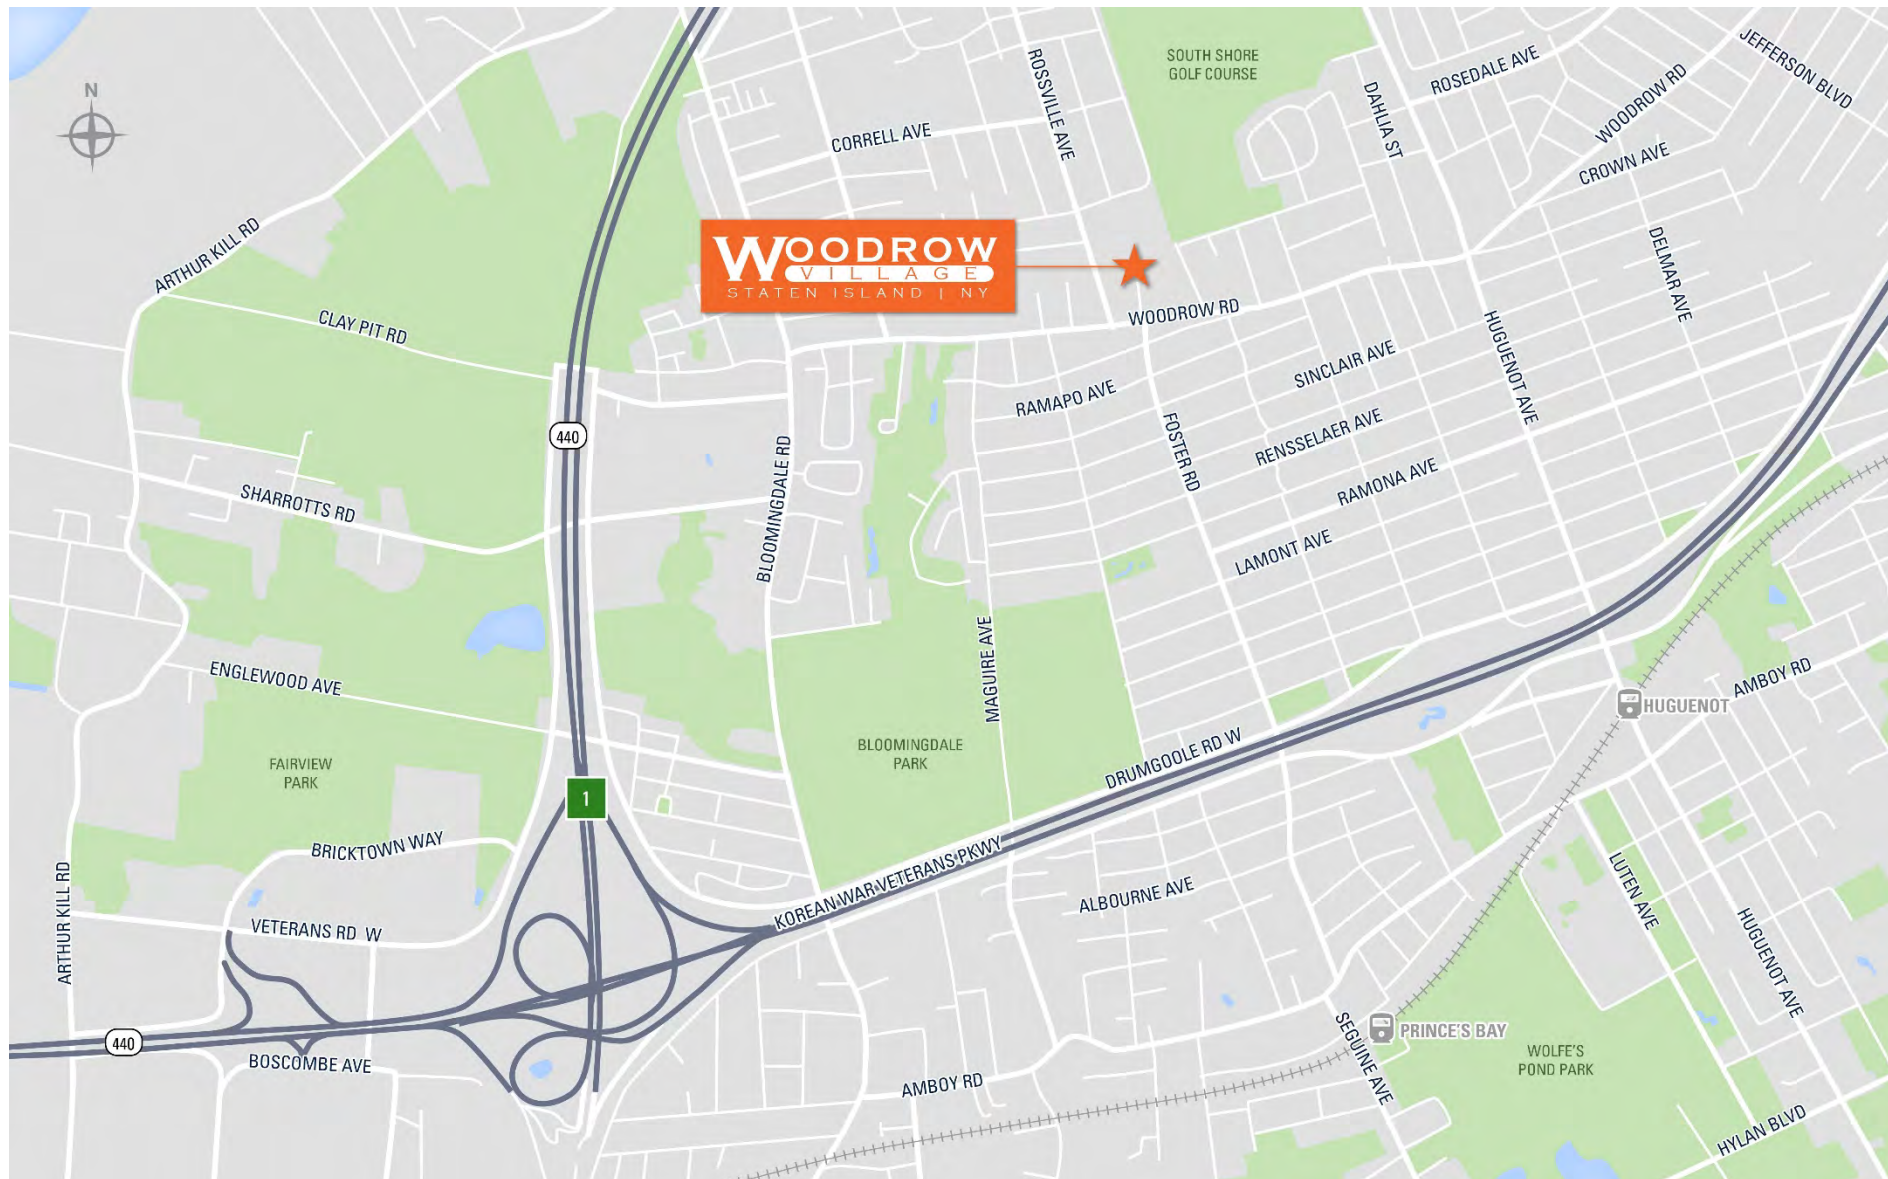 N
SOUTH SHORE
GOLF COURSE
ROSSVILLE AVE
DAHLIA ST
ROSEDALE AVE
WOODROW RD
JEFFERSON BLVD
CORRELL AVE
CROWN AVE
ARTHUR KILL RD
WOODROW
VILLAGE
STATEN ISLAND | NY
DELMAR AVE
CLAY PIT RD
WOODROW RD
HUGUENOT AVE
SINCLAIR AVE
RAMAPO AVE
440
FOSTER RD
RENSSELAER AVE
RAMONA AVE
SHARROTTS RD
BLOOMINGDALE RD
LAMONT AVE
ENGLEWOOD AVE
MAGUIRE AVE
AMBOY RD
HUGUENOT
FAIRVIEW
PARK
BLOOMINGDALE
PARK
DRUMGOOLE RD W
1
BRICKTOWN WAY
KOREAN WAR VETERANS PKWY
ALBOURNE AVE
LUTEN AVE
ARTHUR KILL RD
VETERANS RD W
HUGUENOT AVE
440
BOSCOMBE AVE
SEGUINE AVE
PRINCE'S BAY
WOLFE'S
POND PARK
AMBOY RD
HYLAN BLVD